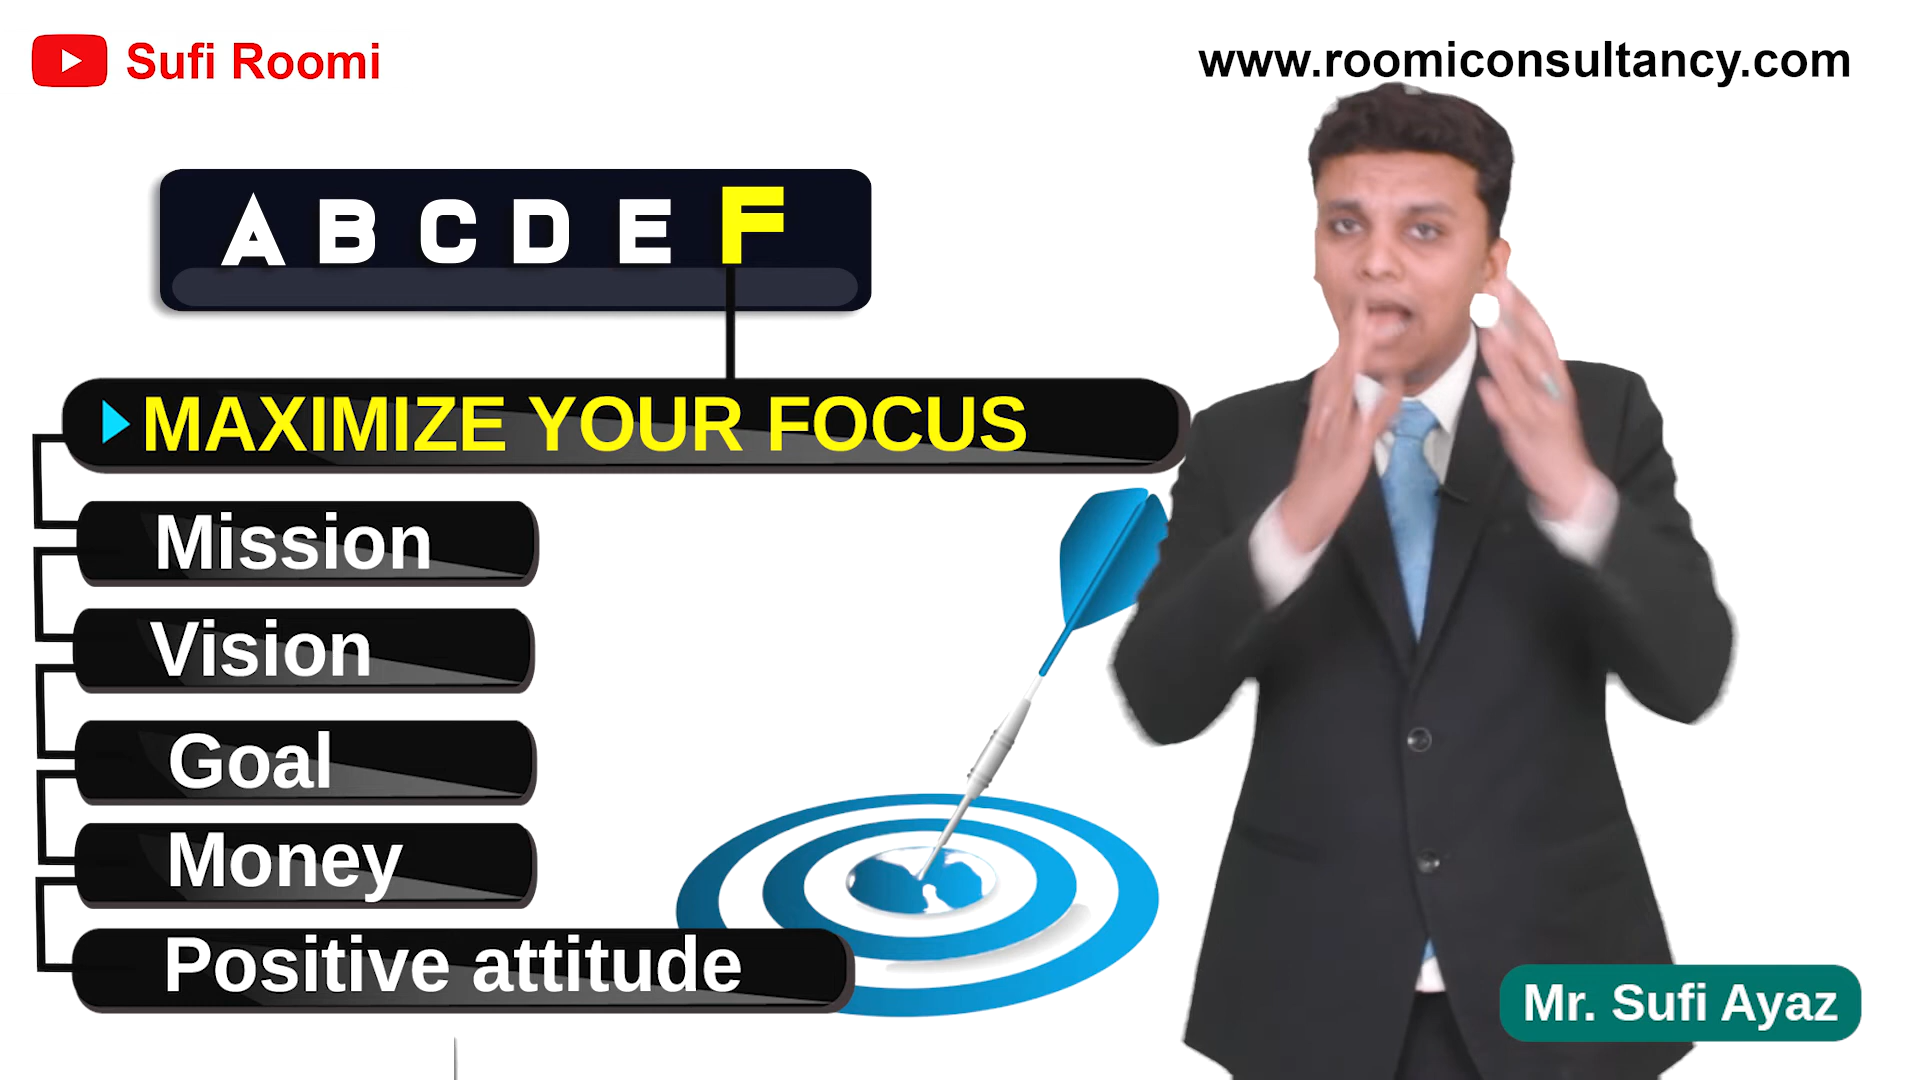 Sufi Roomi
www.roomiconsultancy.com
A B C D E F
MAXIMIZE YOUR FOCUS
Mission
Vision
Goal
Money
Positive attitude
Mr. Sufi Ayaz